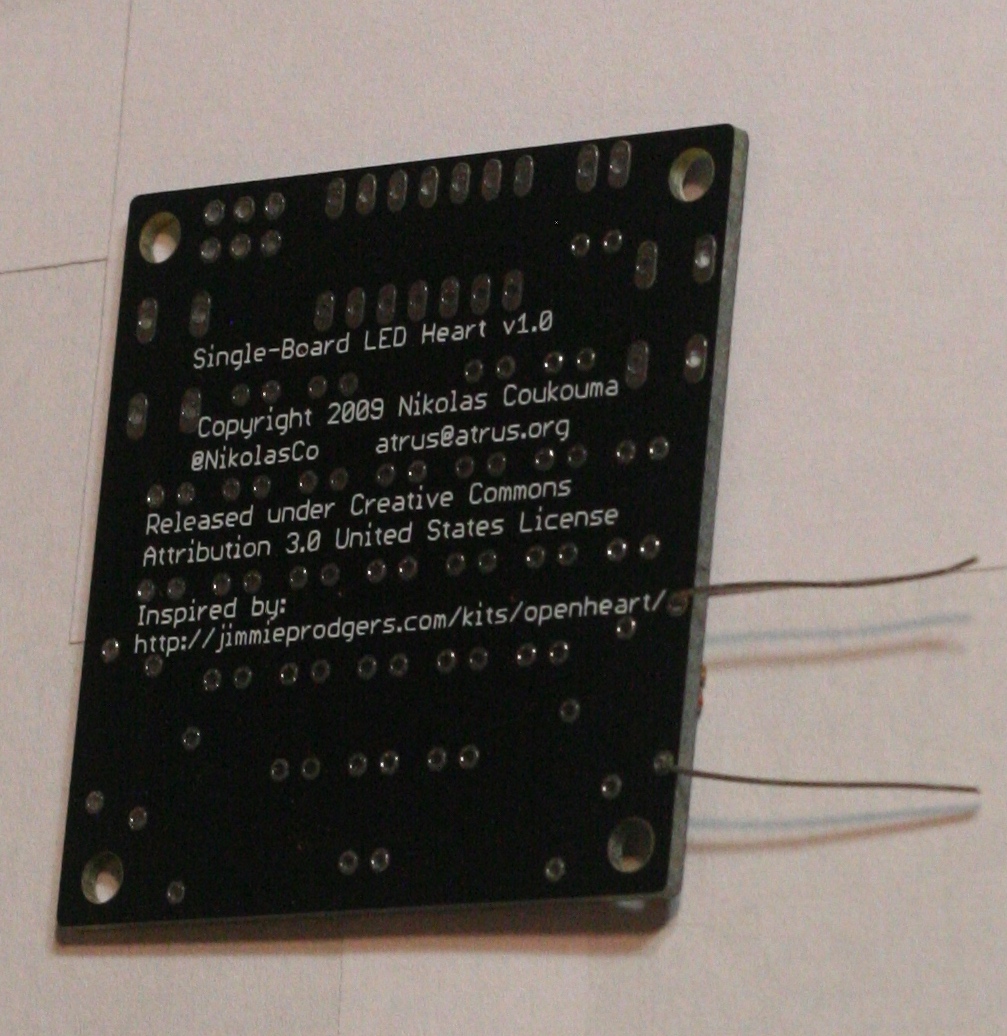 Single-Board LED Heart v1.0
Copyright 2009 Nikolas Coukouma
@NikolasCo atrus@atrus.org
Released under Creative Commons
Attribution 3.0 United States License
Inspired by:
http://jimmieprodgers.com/kits/openheart/